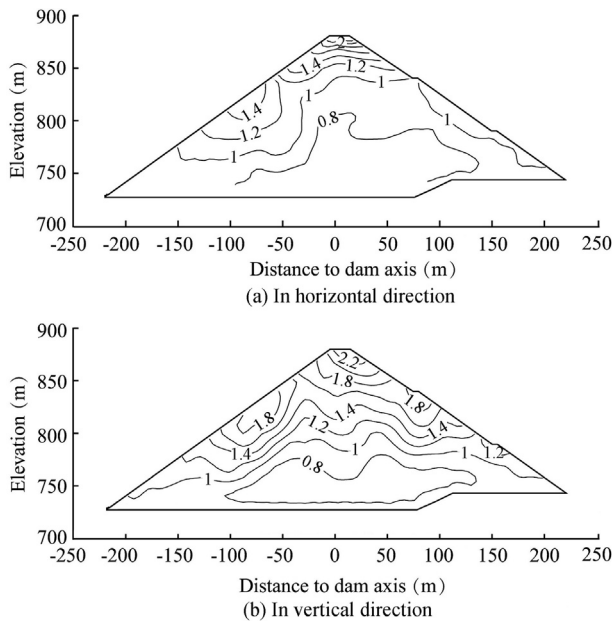 900
850
800
750
700
Elevation (m)
2
1.4 1.2
1 1
1.4
1.2
1
0.8
1
1
-250 -200 -150 -100 -50 0 50 100 150 200 250
Distance to dam axis (m)
(a) In horizontal direction
900
850
800
750
700
Elevation (m)
2.2
1.8
1.8 1.8
1.4
1.2 1.4
1.4 1 1 1.2
1 0.8
-250 -200 -150 -100 -50 0 50 100 150 200 250
Distance to dam axis (m)
(b) In vertical direction